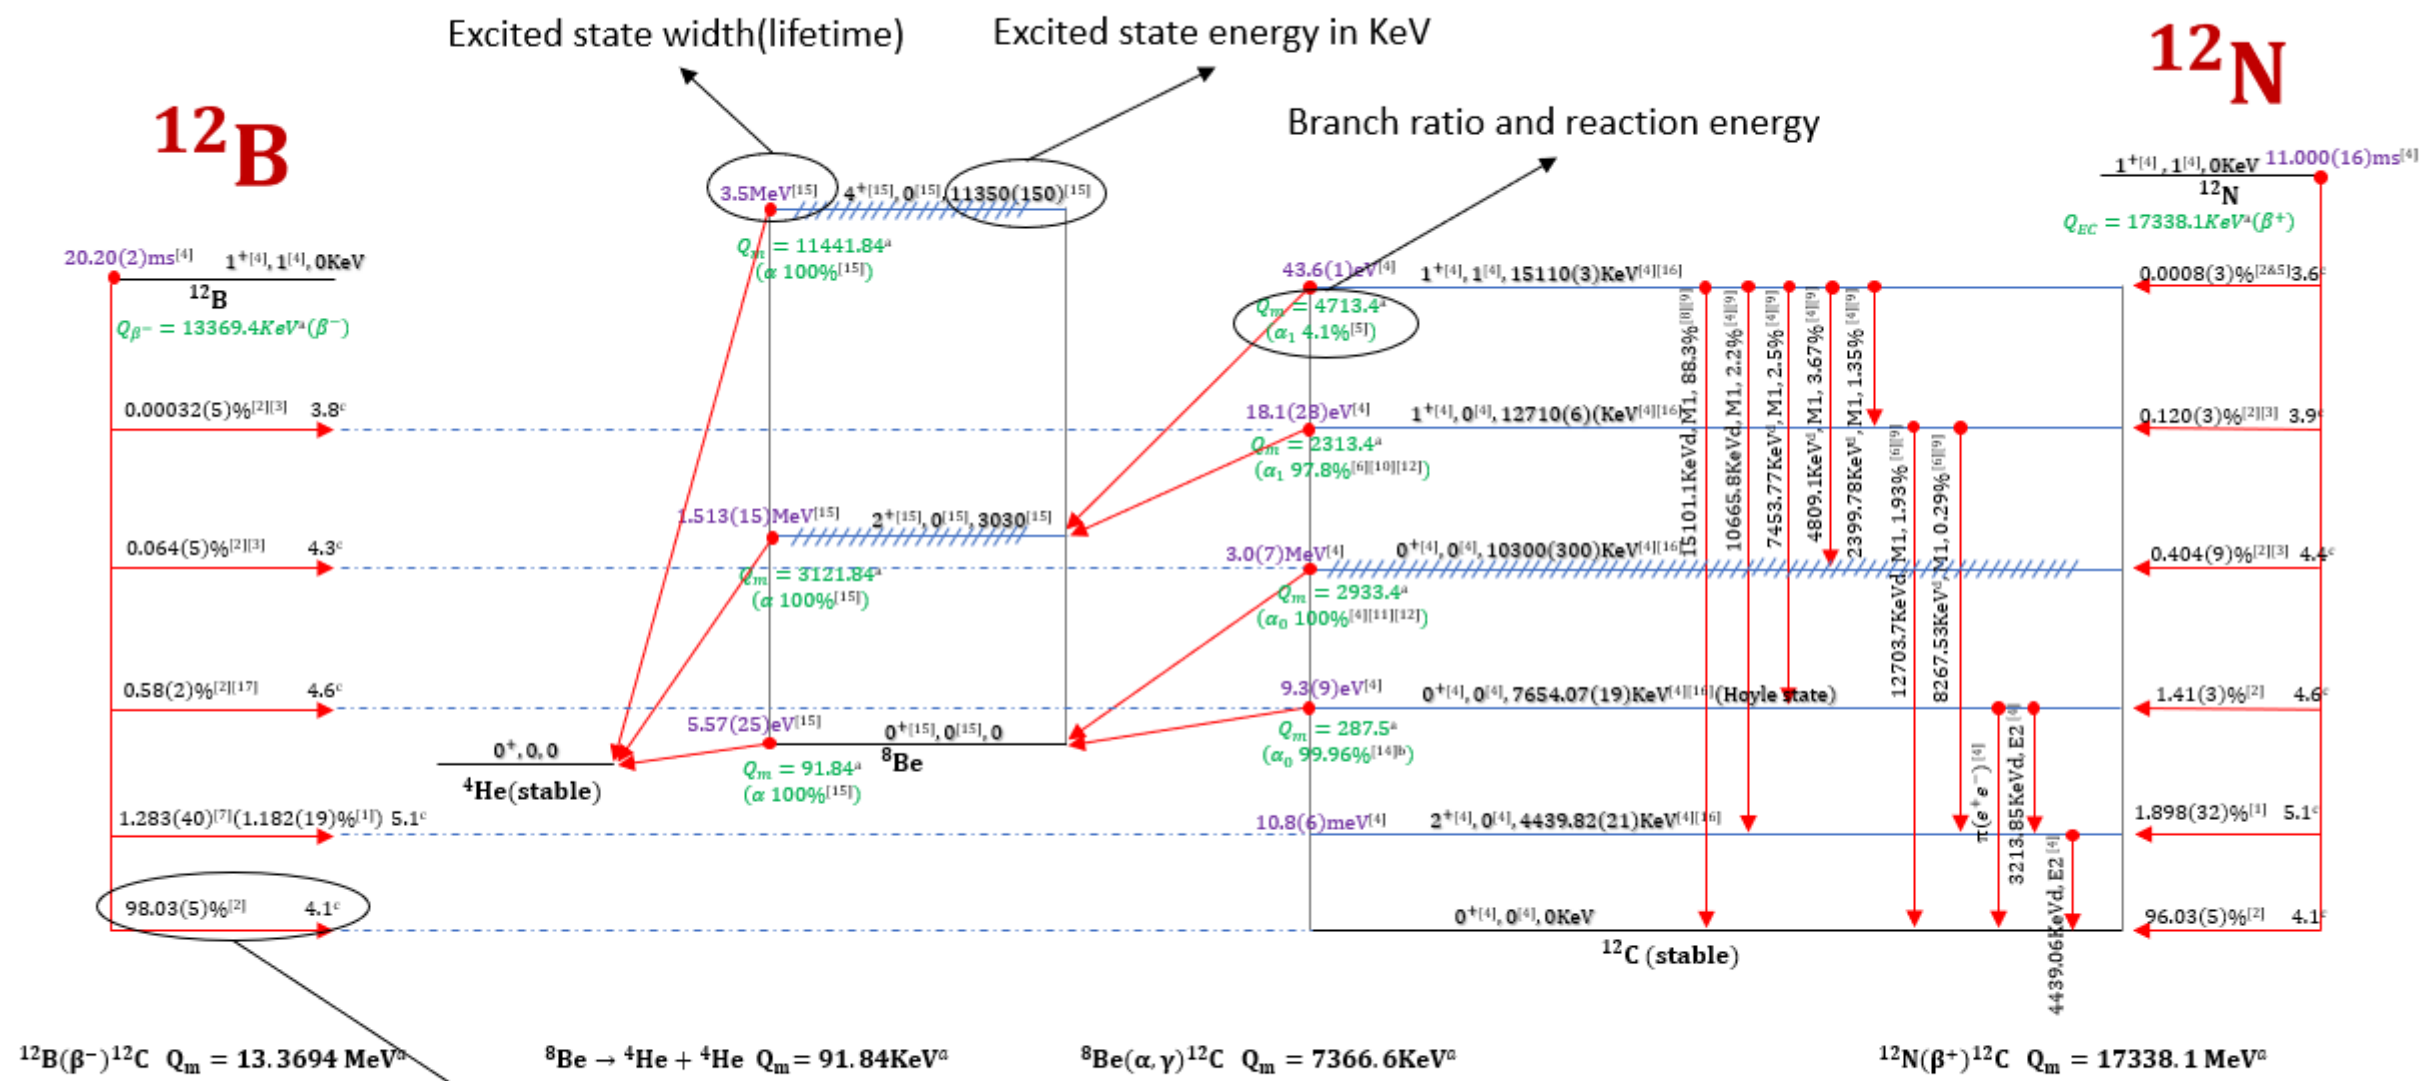 Excited state width(lifetime)
Excited state energy in KeV
Branch ratio and reaction energy
¹²B
20.20(2)ms[4]
1⁺[4], 1[4], 0KeV
¹²B
Qβ⁻ = 13369.4KeVᵃ(β⁻)
0.00032(5)%[2][3] 3.8ᶜ
0.064(5)%[2][3] 4.3ᶜ
0.58(2)%[2][17] 4.6ᶜ
1.283(40)[7](1.182(19)%[1]) 5.1ᶜ
98.03(5)%[2] 4.1ᶜ
3.5MeV[15]
4⁺[15], 0[15], 11350(150)[15]
Qₘ = 11441.84ᵃ
(α 100%[15])
1.513(15)MeV[15]
2⁺[15], 0[15], 3030[15]
Qₘ = 3121.84ᵃ
(α 100%[15])
5.57(25)eV[15]
0⁺[15], 0[15], 0
⁸Be
Qₘ = 91.84ᵃ
(α 100%[15])
0⁺, 0, 0
⁴He(stable)
43.6(1)eV[4]
1⁺[4], 1[4], 15110(3)KeV[4][16]
Qₘ = 4713.4ᵃ
(α₁ 4.1%[5])
18.1(28)eV[4]
1⁺[4], 0[4], 12710(6)(KeV[4][16]
Qₘ = 2313.4ᵃ
(α₁ 97.8%[6][10][12])
3.0(7)MeV[4]
0⁺[4], 0[4], 10300(300)KeV[4][16]
Qₘ = 2933.4ᵃ
(α₀ 100%[4][11][12])
9.3(9)eV[4]
0⁺[4], 0[4], 7654.07(19)KeV[4][16](Hoyle state)
Qₘ = 287.5ᵃ
(α₀ 99.96%[14]ᵇ)
10.8(6)meV[4]
2⁺[4], 0[4], 4439.82(21)KeV[4][16]
0⁺[4], 0[4], 0KeV
¹²C (stable)
15101.1KeVd, M1, 88.3%[8][9]
10665.8KeVd, M1, 2.2%[4][9]
7453.77KeVᵈ, M1, 2.5%[4][9]
4809.1KeVᵈ, M1, 3.67%[4][9]
2399.78KeVᵈ, M1, 1.35%[4][9]
12703.7KeVd, M1, 1.93%[6][9]
8267.53KeVᵈ, M1, 0.29%[6][9]
π(e⁺e⁻)[4]
3213.85KeVd, E2[4]
4439.06KeVd, E2[4]
¹²N
1⁺[4], 1[4], 0KeV
11.000(16)ms[4]
¹²N
Q_EC = 17338.1KeVᵃ(β⁺)
0.0008(3)%[2&5]3.6ᶜ
0.120(3)%[2][3] 3.9ᶜ
0.404(9)%[2][3] 4.4ᶜ
1.41(3)%[2] 4.6ᶜ
1.898(32)%[1] 5.1ᶜ
96.03(5)%[2] 4.1ᶜ
¹²B(β⁻)¹²C Qₘ = 13.3694 MeVᵃ
⁸Be → ⁴He + ⁴He Qₘ = 91.84KeVᵃ
⁸Be(α, γ)¹²C Qₘ = 7366.6KeVᵃ
¹²N(β⁺)¹²C Qₘ = 17338.1 MeVᵃ